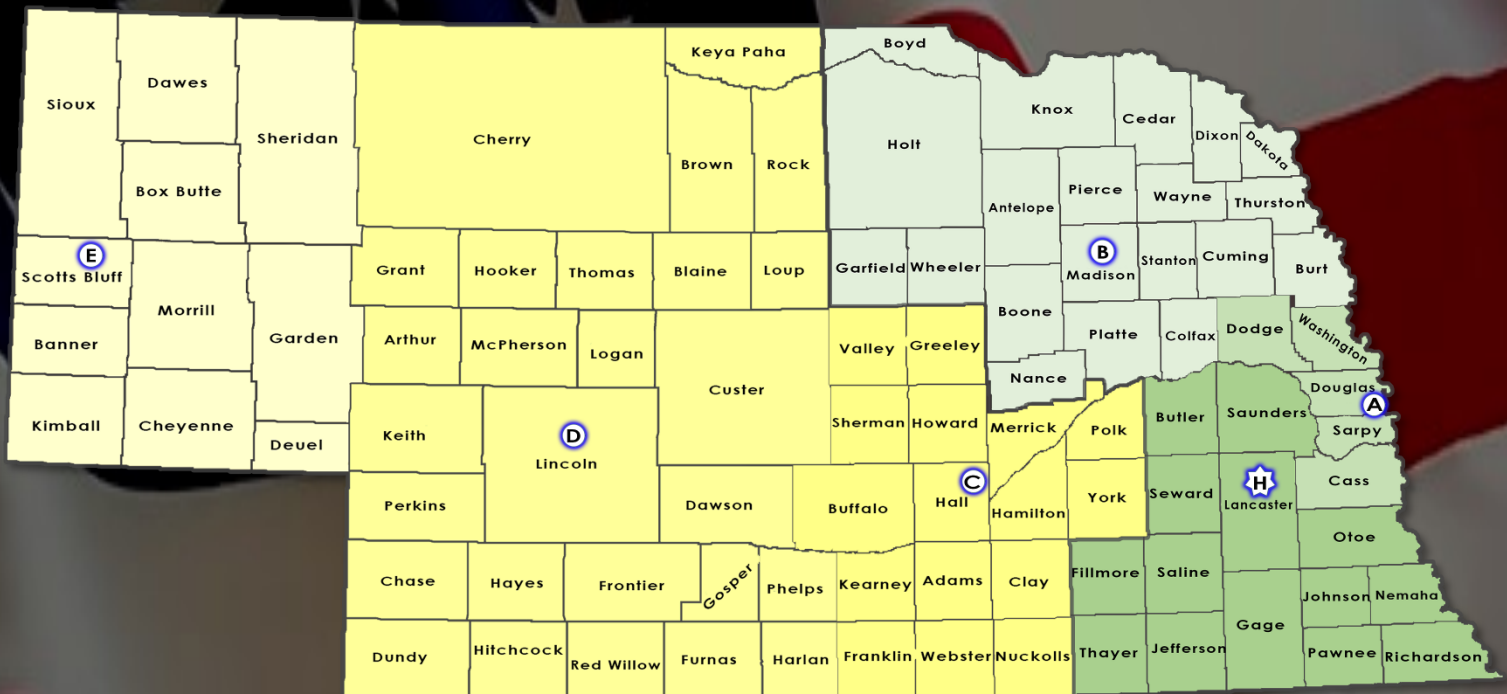 Boyd
Keya Paha
Dawes
Sioux
Knox
Cedar
Cherry
Sheridan
Holt
Dixon
Dakota
Brown
Rock
Box Butte
Pierce
Wayne
Thurston
Antelope
E
Scotts Bluff
Grant
Hooker
Thomas
Blaine
Loup
Garfield
Wheeler
B
Madison
Stanton
Cuming
Burt
Morrill
Boone
Banner
Garden
Arthur
McPherson
Logan
Valley
Greeley
Platte
Colfax
Dodge
Washington
Custer
Nance
Douglas
A
Kimball
Cheyenne
Deuel
Keith
D
Lincoln
Sherman
Howard
Merrick
Polk
Butler
Saunders
Sarpy
Perkins
Dawson
Buffalo
C
Hall
Hamilton
York
Seward
H
Lancaster
Cass
Otoe
Chase
Hayes
Frontier
Gosper
Phelps
Kearney
Adams
Clay
Fillmore
Saline
Johnson
Nemaha
Gage
Dundy
Hitchcock
Red Willow
Furnas
Harlan
Franklin
Webster
Nuckolls
Thayer
Jefferson
Pawnee
Richardson